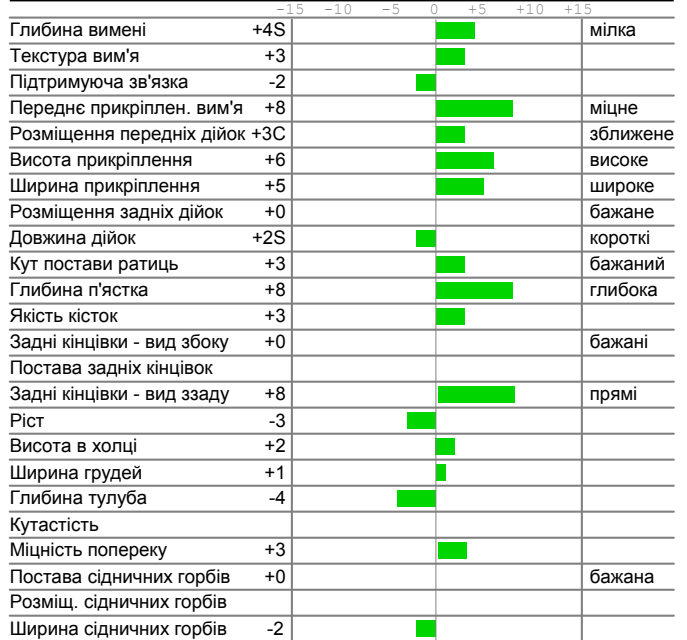 -15 -10 -5 0 +5 +10 +15
Глибина вимені +4S мілка
Текстура вим'я +3
Підтримуюча зв'язка -2
Переднє прикріплен. вим'я +8 міцне
Розміщення передніх дійок +3C зближене
Висота прикріплення +6 високе
Ширина прикріплення +5 широке
Розміщення задніх дійок +0 бажане
Довжина дійок +2S короткі
Кут постави ратиць +3 бажаний
Глибина п'ястка +8 глибока
Якість кісток +3
Задні кінцівки - вид збоку +0 бажані
Постава задніх кінцівок
Задні кінцівки - вид ззаду +8 прямі
Ріст -3
Висота в холці +2
Ширина грудей +1
Глибина тулуба -4
Кутастість
Міцність попереку +3
Постава сідничних горбів +0 бажана
Розміщ. сідничних горбів
Ширина сідничних горбів -2